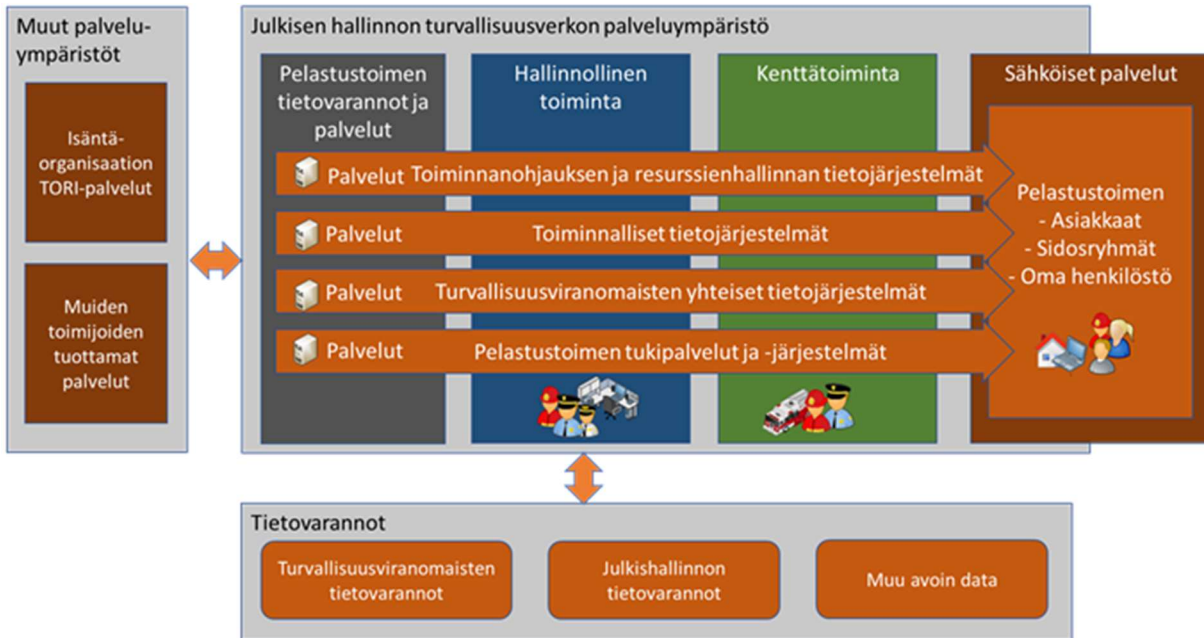 Muut palvelu-
ympäristöt
Isäntä-
organisaation
TORI-palvelut
Muiden
toimijoiden
tuottamat
palvelut
Julkisen hallinnon turvallisuusverkon palveluympäristö
Pelastustoimen
tietovarannot ja
palvelut
Hallinnollinen
toiminta
Kenttätoiminta
Sähköiset palvelut
Palvelut Toiminnanohjauksen ja resurssienhallinnan tietojärjestelmät
Palvelut Toiminnalliset tietojärjestelmät
Palvelut Turvallisuusviranomaisten yhteiset tietojärjestelmät
Palvelut Pelastustoimen tukipalvelut ja -järjestelmät
Pelastustoimen
- Asiakkaat
- Sidosryhmät
- Oma henkilöstö
Tietovarannot
Turvallisuusviranomaisten
tietovarannot
Julkishallinnon
tietovarannot
Muu avoin data